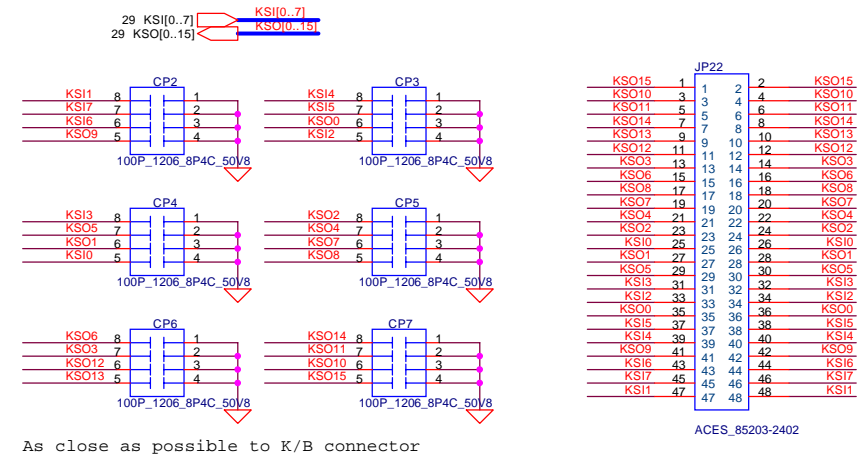 29 KSI[0..7] KSI[0..7]
29 KSO[0..15] KSO[0..15]
CP2
KSI1 8 1
KSI7 7 2
KSI6 6 3
KSO9 5 4
100P_1206_8P4C_50V8
CP3
KSI4 8 1
KSI5 7 2
KSO0 6 3
KSI2 5 4
100P_1206_8P4C_50V8
CP4
KSI3 8 1
KSO5 7 2
KSO1 6 3
KSI0 5 4
100P_1206_8P4C_50V8
CP5
KSO2 8 1
KSO4 7 2
KSO7 6 3
KSO8 5 4
100P_1206_8P4C_50V8
CP6
KSO6 8 1
KSO3 7 2
KSO12 6 3
KSO13 5 4
100P_1206_8P4C_50V8
CP7
KSO14 8 1
KSO11 7 2
KSO10 6 3
KSO15 5 4
100P_1206_8P4C_50V8
As close as possible to K/B connector
JP22
KSO15 1 1 2 2 KSO15
KSO10 3 3 4 4 KSO10
KSO11 5 5 6 6 KSO11
KSO14 7 7 8 8 KSO14
KSO13 9 9 10 10 KSO13
KSO12 11 11 12 12 KSO12
KSO3 13 13 14 14 KSO3
KSO6 15 15 16 16 KSO6
KSO8 17 17 18 18 KSO8
KSO7 19 19 20 20 KSO7
KSO4 21 21 22 22 KSO4
KSO2 23 23 24 24 KSO2
KSI0 25 25 26 26 KSI0
KSO1 27 27 28 28 KSO1
KSO5 29 29 30 30 KSO5
KSI3 31 31 32 32 KSI3
KSI2 33 33 34 34 KSI2
KSO0 35 35 36 36 KSO0
KSI5 37 37 38 38 KSI5
KSI4 39 39 40 40 KSI4
KSO9 41 41 42 42 KSO9
KSI6 43 43 44 44 KSI6
KSI7 45 45 46 46 KSI7
KSI1 47 47 48 48 KSI1
ACES_85203-2402